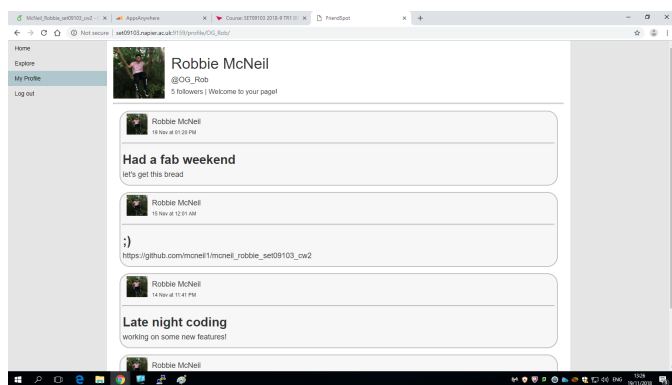 McNeil_Robbie_set09103_cw2 -
AppsAnywhere
Course: SET09103 2018-9 TR1
FriendSpot
Not secure | set09103.napier.ac.uk:9159/profile/OG_Rob/
Home
Explore
My Profile
Log out
Robbie McNeil
@OG_Rob
5 followers | Welcome to your page!
Robbie McNeil
19 Nov at 01:20 PM
Had a fab weekend
let's get this bread
Robbie McNeil
15 Nov at 12:01 AM
;)
https://github.com/mcneil1/mcneil_robbie_set09103_cw2
Robbie McNeil
14 Nov at 11:41 PM
Late night coding
working on some new features!
Robbie McNeil
ENG
13:26
19/11/2018